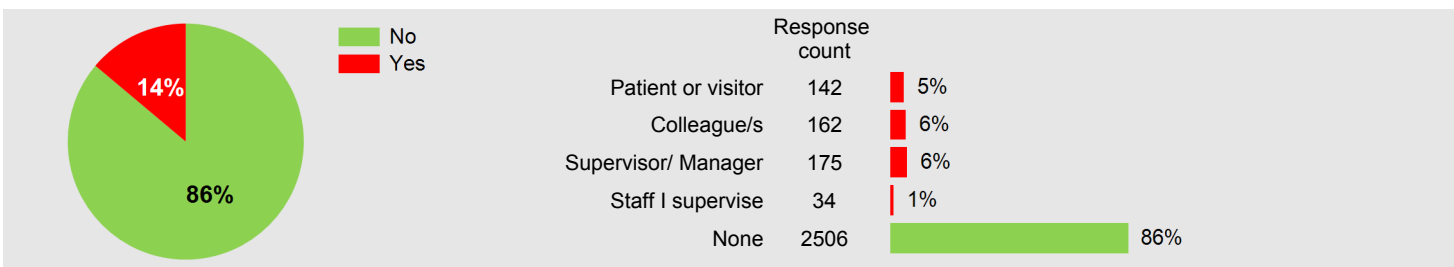 No
Yes
14%
86%
Response
count
Patient or visitor 142 5%
Colleague/s 162 6%
Supervisor/ Manager 175 6%
Staff I supervise 34 1%
None 2506 86%